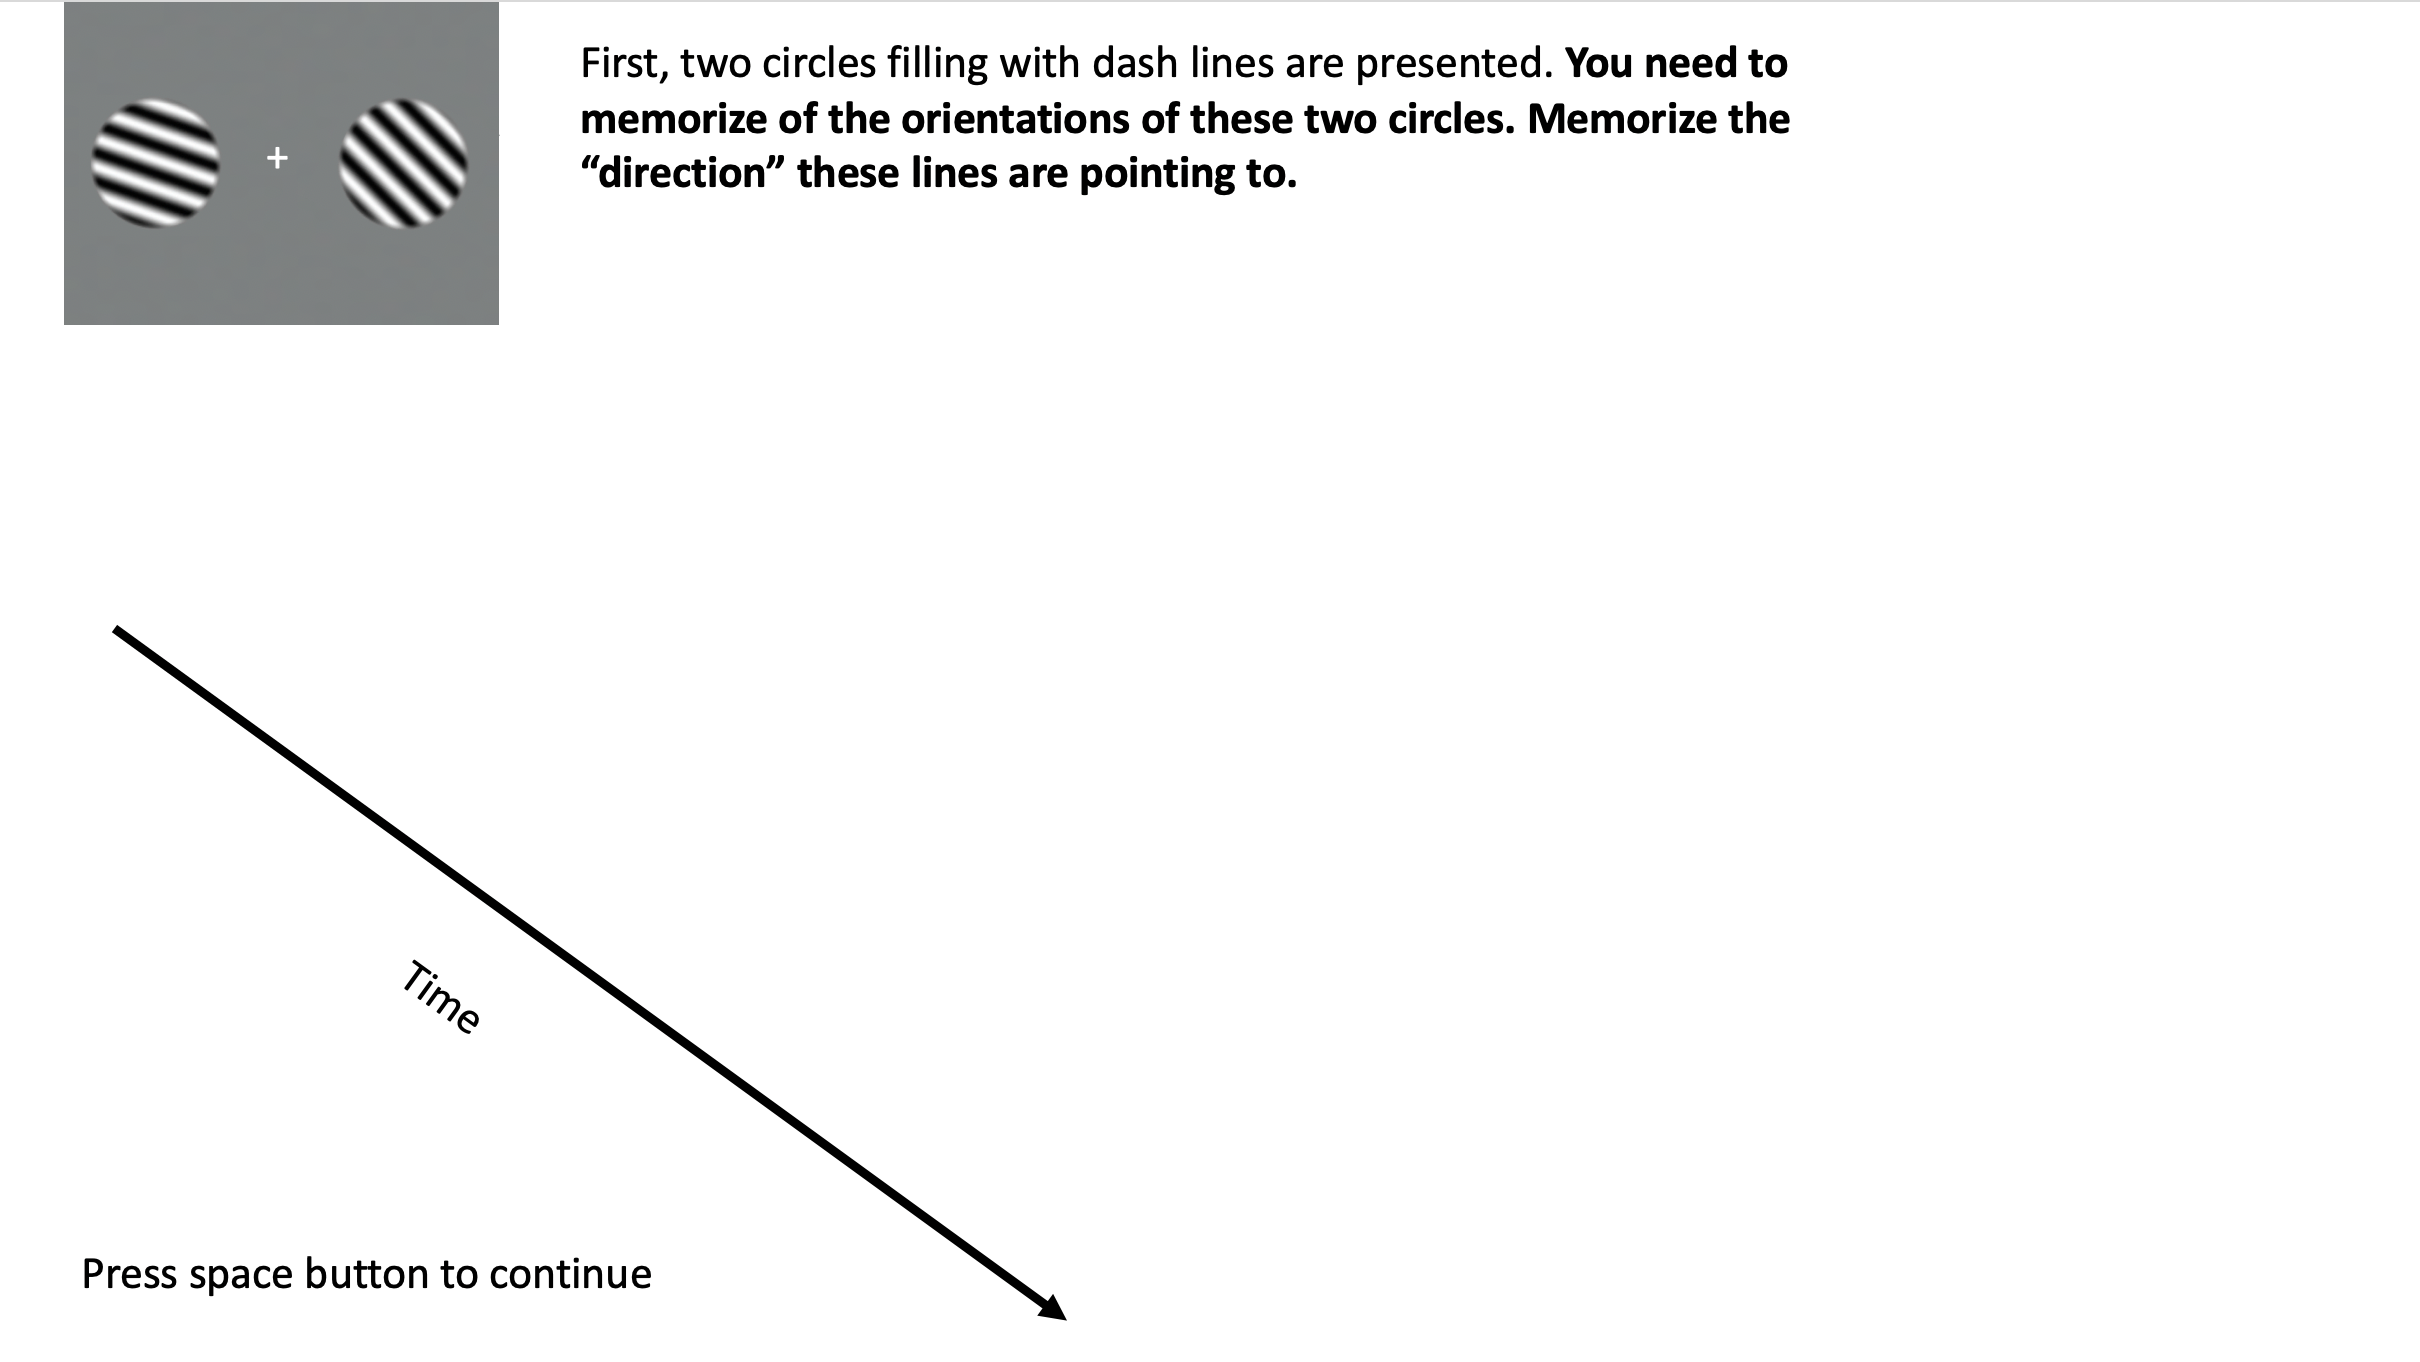 First, two circles filling with dash lines are presented. You need to
memorize of the orientations of these two circles. Memorize the
“direction” these lines are pointing to.
Time
Press space button to continue